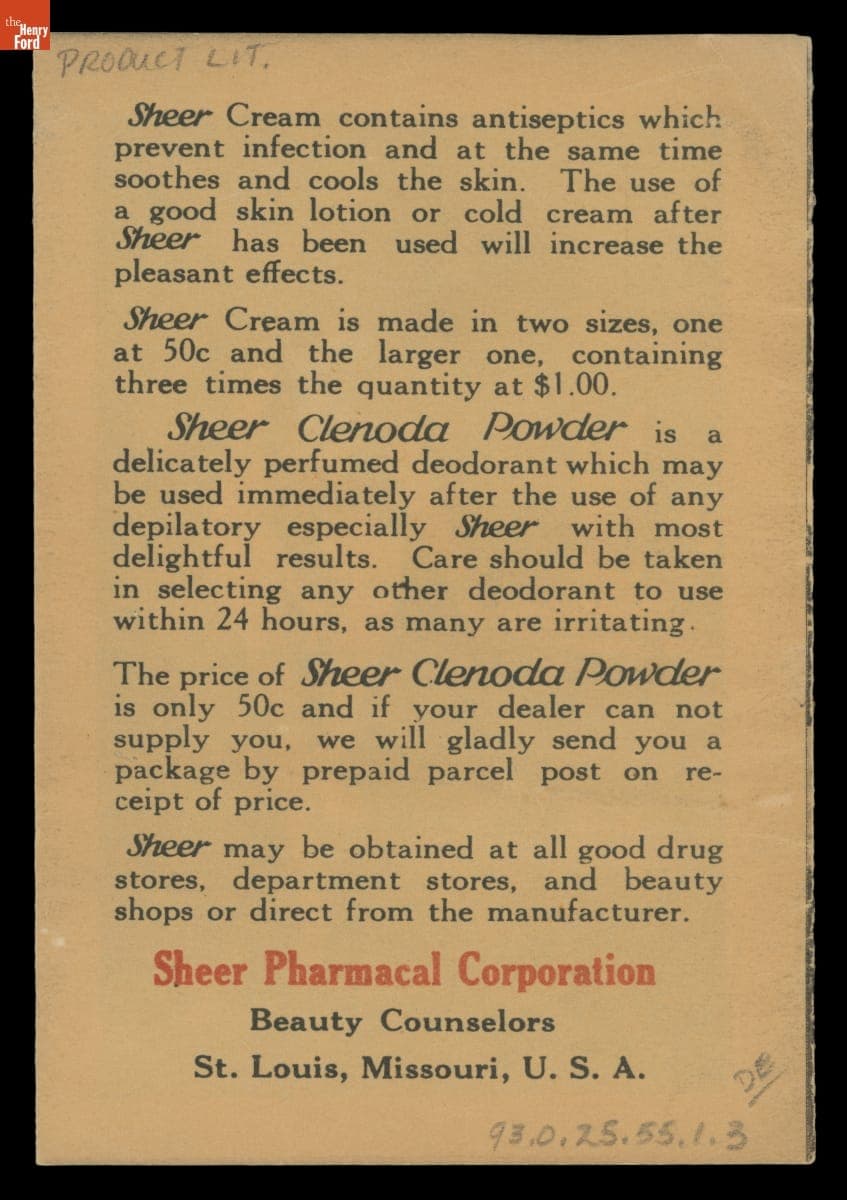 the
Henry
Ford
PRODUCT LIT.
Sheer Cream contains antiseptics which
prevent infection and at the same time
soothes and cools the skin. The use of
a good skin lotion or cold cream after
Sheer has been used will increase the
pleasant effects.
Sheer Cream is made in two sizes, one
at 50c and the larger one, containing
three times the quantity at $1.00.
Sheer Clenoda Powder is a
delicately perfumed deodorant which may
be used immediately after the use of any
depilatory especially Sheer with most
delightful results. Care should be taken
in selecting any other deodorant to use
within 24 hours, as many are irritating.
The price of Sheer Clenoda Powder
is only 50c and if your dealer can not
supply you, we will gladly send you a
package by prepaid parcel post on re-
ceipt of price.
Sheer may be obtained at all good drug
stores, department stores, and beauty
shops or direct from the manufacturer.
Sheer Pharmacal Corporation
Beauty Counselors
St. Louis, Missouri, U. S. A.
DE
93.0.25.55.1.3